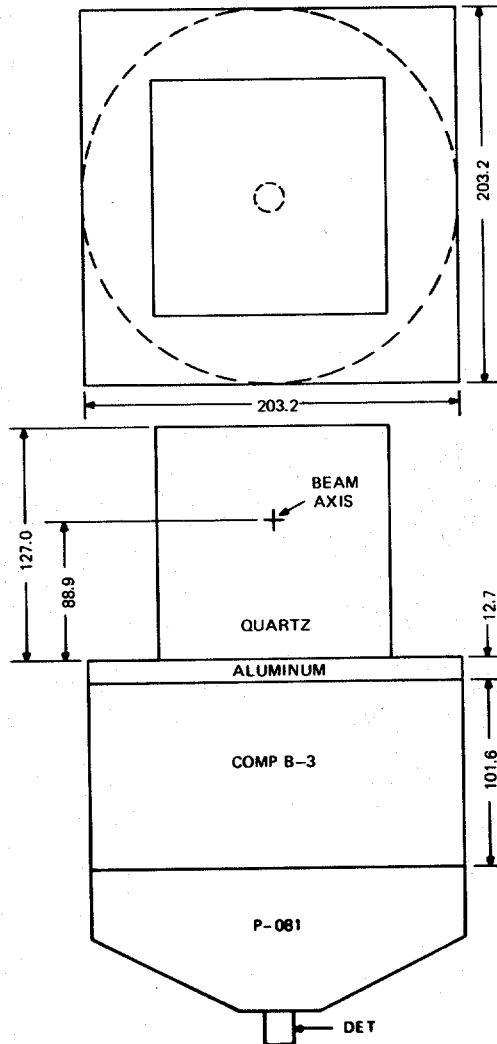 203.2
203.2
BEAM
AXIS
127.0
88.9
QUARTZ
12.7
ALUMINUM
COMP B-3
101.6
P-081
DET